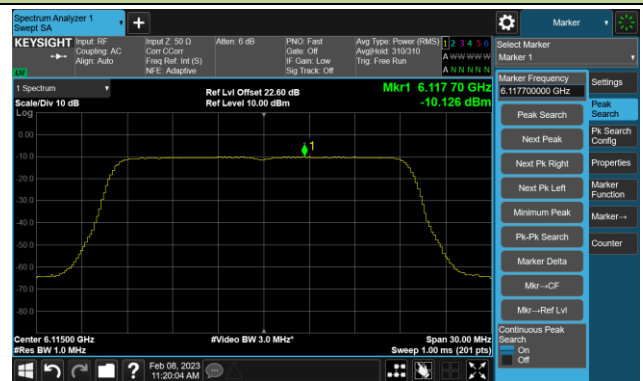 Spectrum Analyzer 1
Swept SA
Marker
KEYSIGHT
Input: RF
Coupling: AC
Align: Auto
Input Z: 50 Ω
Corr CCorr
Freq Ref: Int (S)
NFE: Adaptive
Atten: 6 dB
PNO: Fast
Gate: Off
IF Gain: Low
Sig Track: Off
Avg Type: Power (RMS)
Avg|Hold: 310/310
Trig: Free Run
1 2 3 4 5 6
A W W W W W
A N N N N N
Select Marker
Marker 1
1 Spectrum
Scale/Div 10 dB
Log
Ref Lvl Offset 22.60 dB
Ref Level 10.00 dBm
Mkr1 6.117 70 GHz
-10.126 dBm
1
0.00
-10.0
-20.0
-30.0
-40.0
-50.0
-60.0
-70.0
-80.0
Center 6.11500 GHz
#Res BW 1.0 MHz
#Video BW 3.0 MHz*
Span 30.00 MHz
Sweep 1.00 ms (201 pts)
Marker Frequency
6.117700000 GHz
Peak Search
Next Peak
Next Pk Right
Next Pk Left
Minimum Peak
Pk-Pk Search
Marker Delta
Mkr→CF
Mkr→Ref Lvl
Continuous Peak
Search
On
Off
Settings
Peak
Search
Pk Search
Config
Properties
Marker
Function
Marker→
Counter
Feb 08, 2023
11:20:04 AM